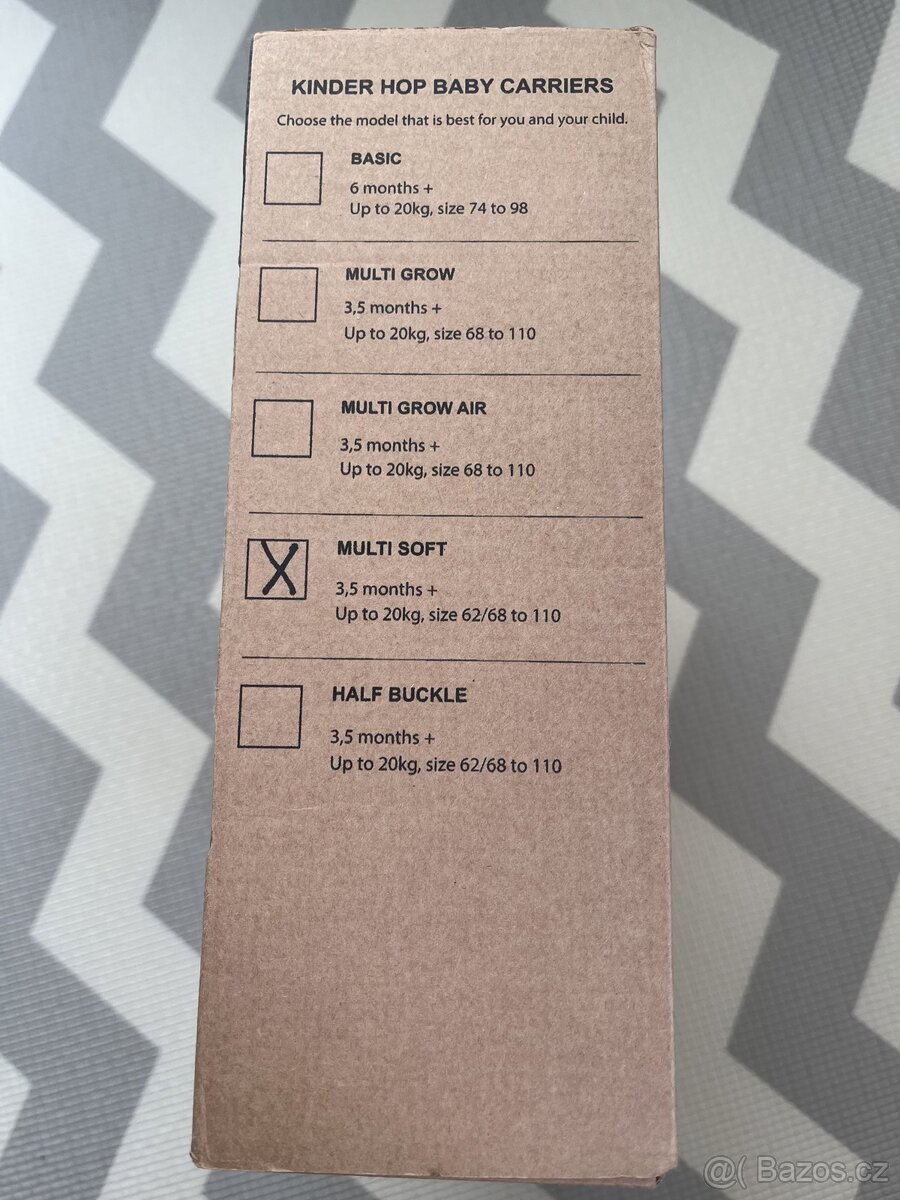 KINDER HOP BABY CARRIERS
Choose the model that is best for you and your child.
BASIC
6 months +
Up to 20kg, size 74 to 98
MULTI GROW
3,5 months +
Up to 20kg, size 68 to 110
MULTI GROW AIR
3,5 months +
Up to 20kg, size 68 to 110
X
MULTI SOFT
3,5 months +
Up to 20kg, size 62/68 to 110
HALF BUCKLE
3,5 months +
Up to 20kg, size 62/68 to 110
@( Bazos.cz